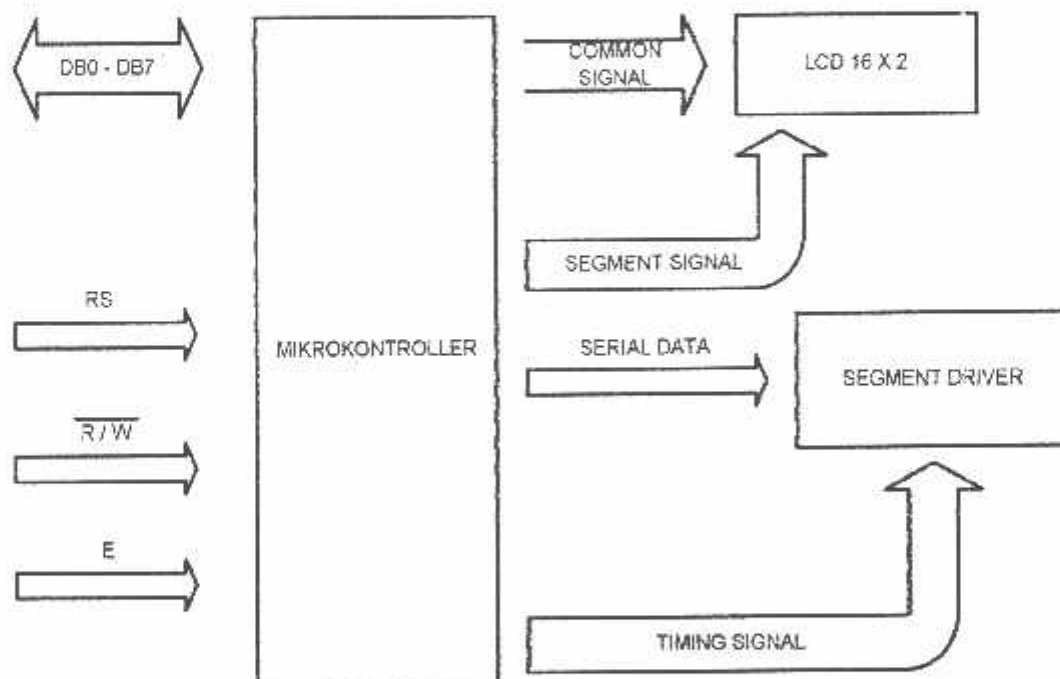 DB0 - DB7
COMMON
SIGNAL
LCD 16 X 2
SEGMENT SIGNAL
RS
MIKROKONTROLLER
SERIAL DATA
SEGMENT DRIVER
R / W
E
TIMING SIGNAL